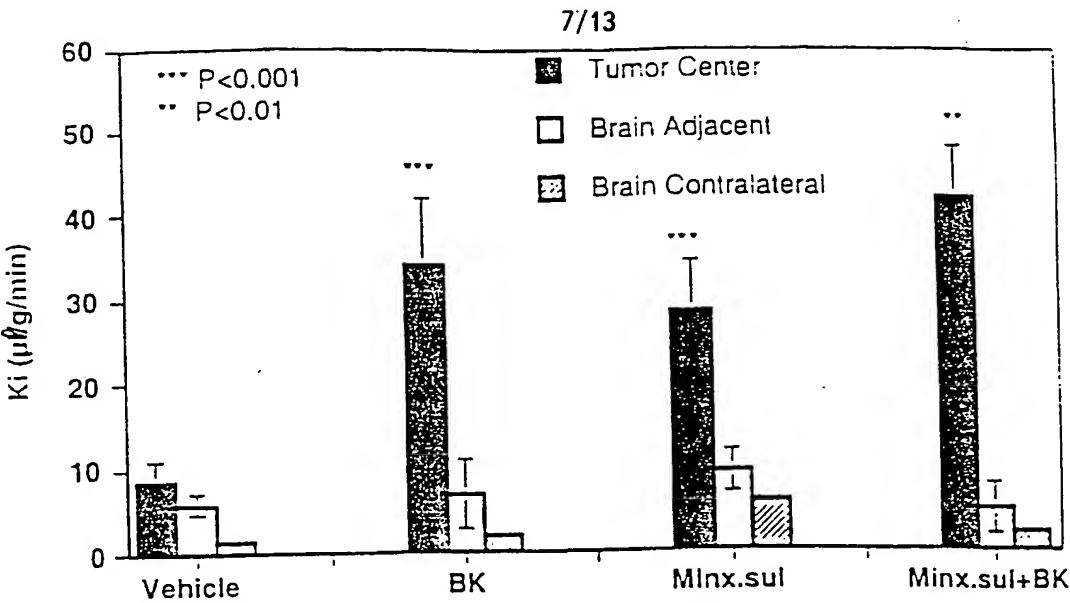 7/13
60
50
40
30
20
10
0
Ki (µl/g/min)
*** P<0.001
** P<0.01
Tumor Center
Brain Adjacent
Brain Contralateral
***
***
**
Vehicle
BK
Minx.sul
Minx.sul+BK